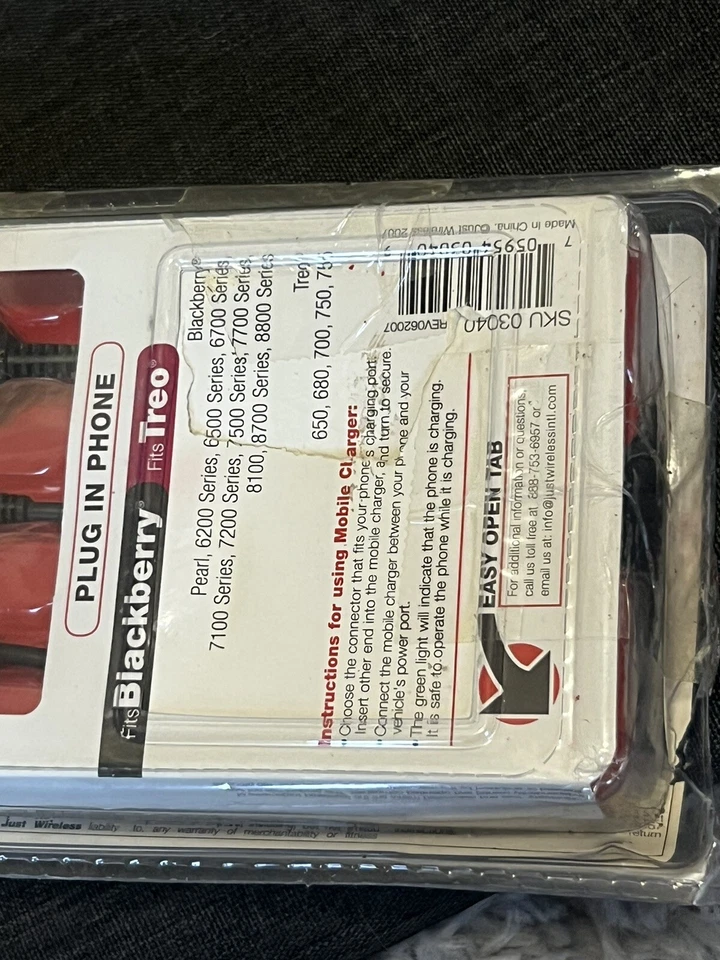 PLUG IN PHONE
Fits Blackberry® Fits Treo®
Blackberry®
Pearl, 6200 Series, 6500 Series, 6700 Series,
7100 Series, 7200 Series, 7500 Series, 7700 Series,
8100, 8700 Series, 8800 Series
Treo
650, 680, 700, 750, 755
Instructions for using Mobile Charger:
• Choose the connector that fits your phone's charging port.
Insert other end into the mobile charger, and turn to secure.
• Connect the mobile charger between your phone and your
vehicle's power port.
• The green light will indicate that the phone is charging.
It is safe to operate the phone while it is charging.
EASY OPEN TAB
For additional information or questions,
call us toll free at 888-753-6957 or
email us at: info@justwirelessintl.com
SKU 03040
REV062007
7 05954 03040
Made in China. ©Just Wireless 2007
Just Wireless liability to, any warranty of merchantability or fitness
return